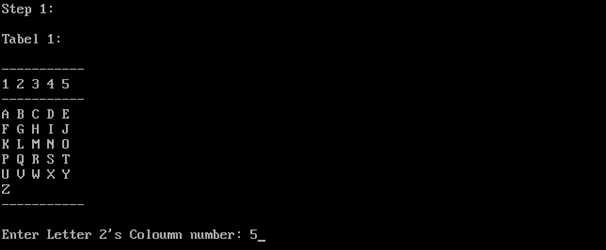 Step 1:
Tabel 1:
-----------
1 2 3 4 5
-----------
A B C D E
F G H I J
K L M N O
P Q R S T
U V W X Y
Z
-----------
Enter Letter 2's Coloumn number: 5_